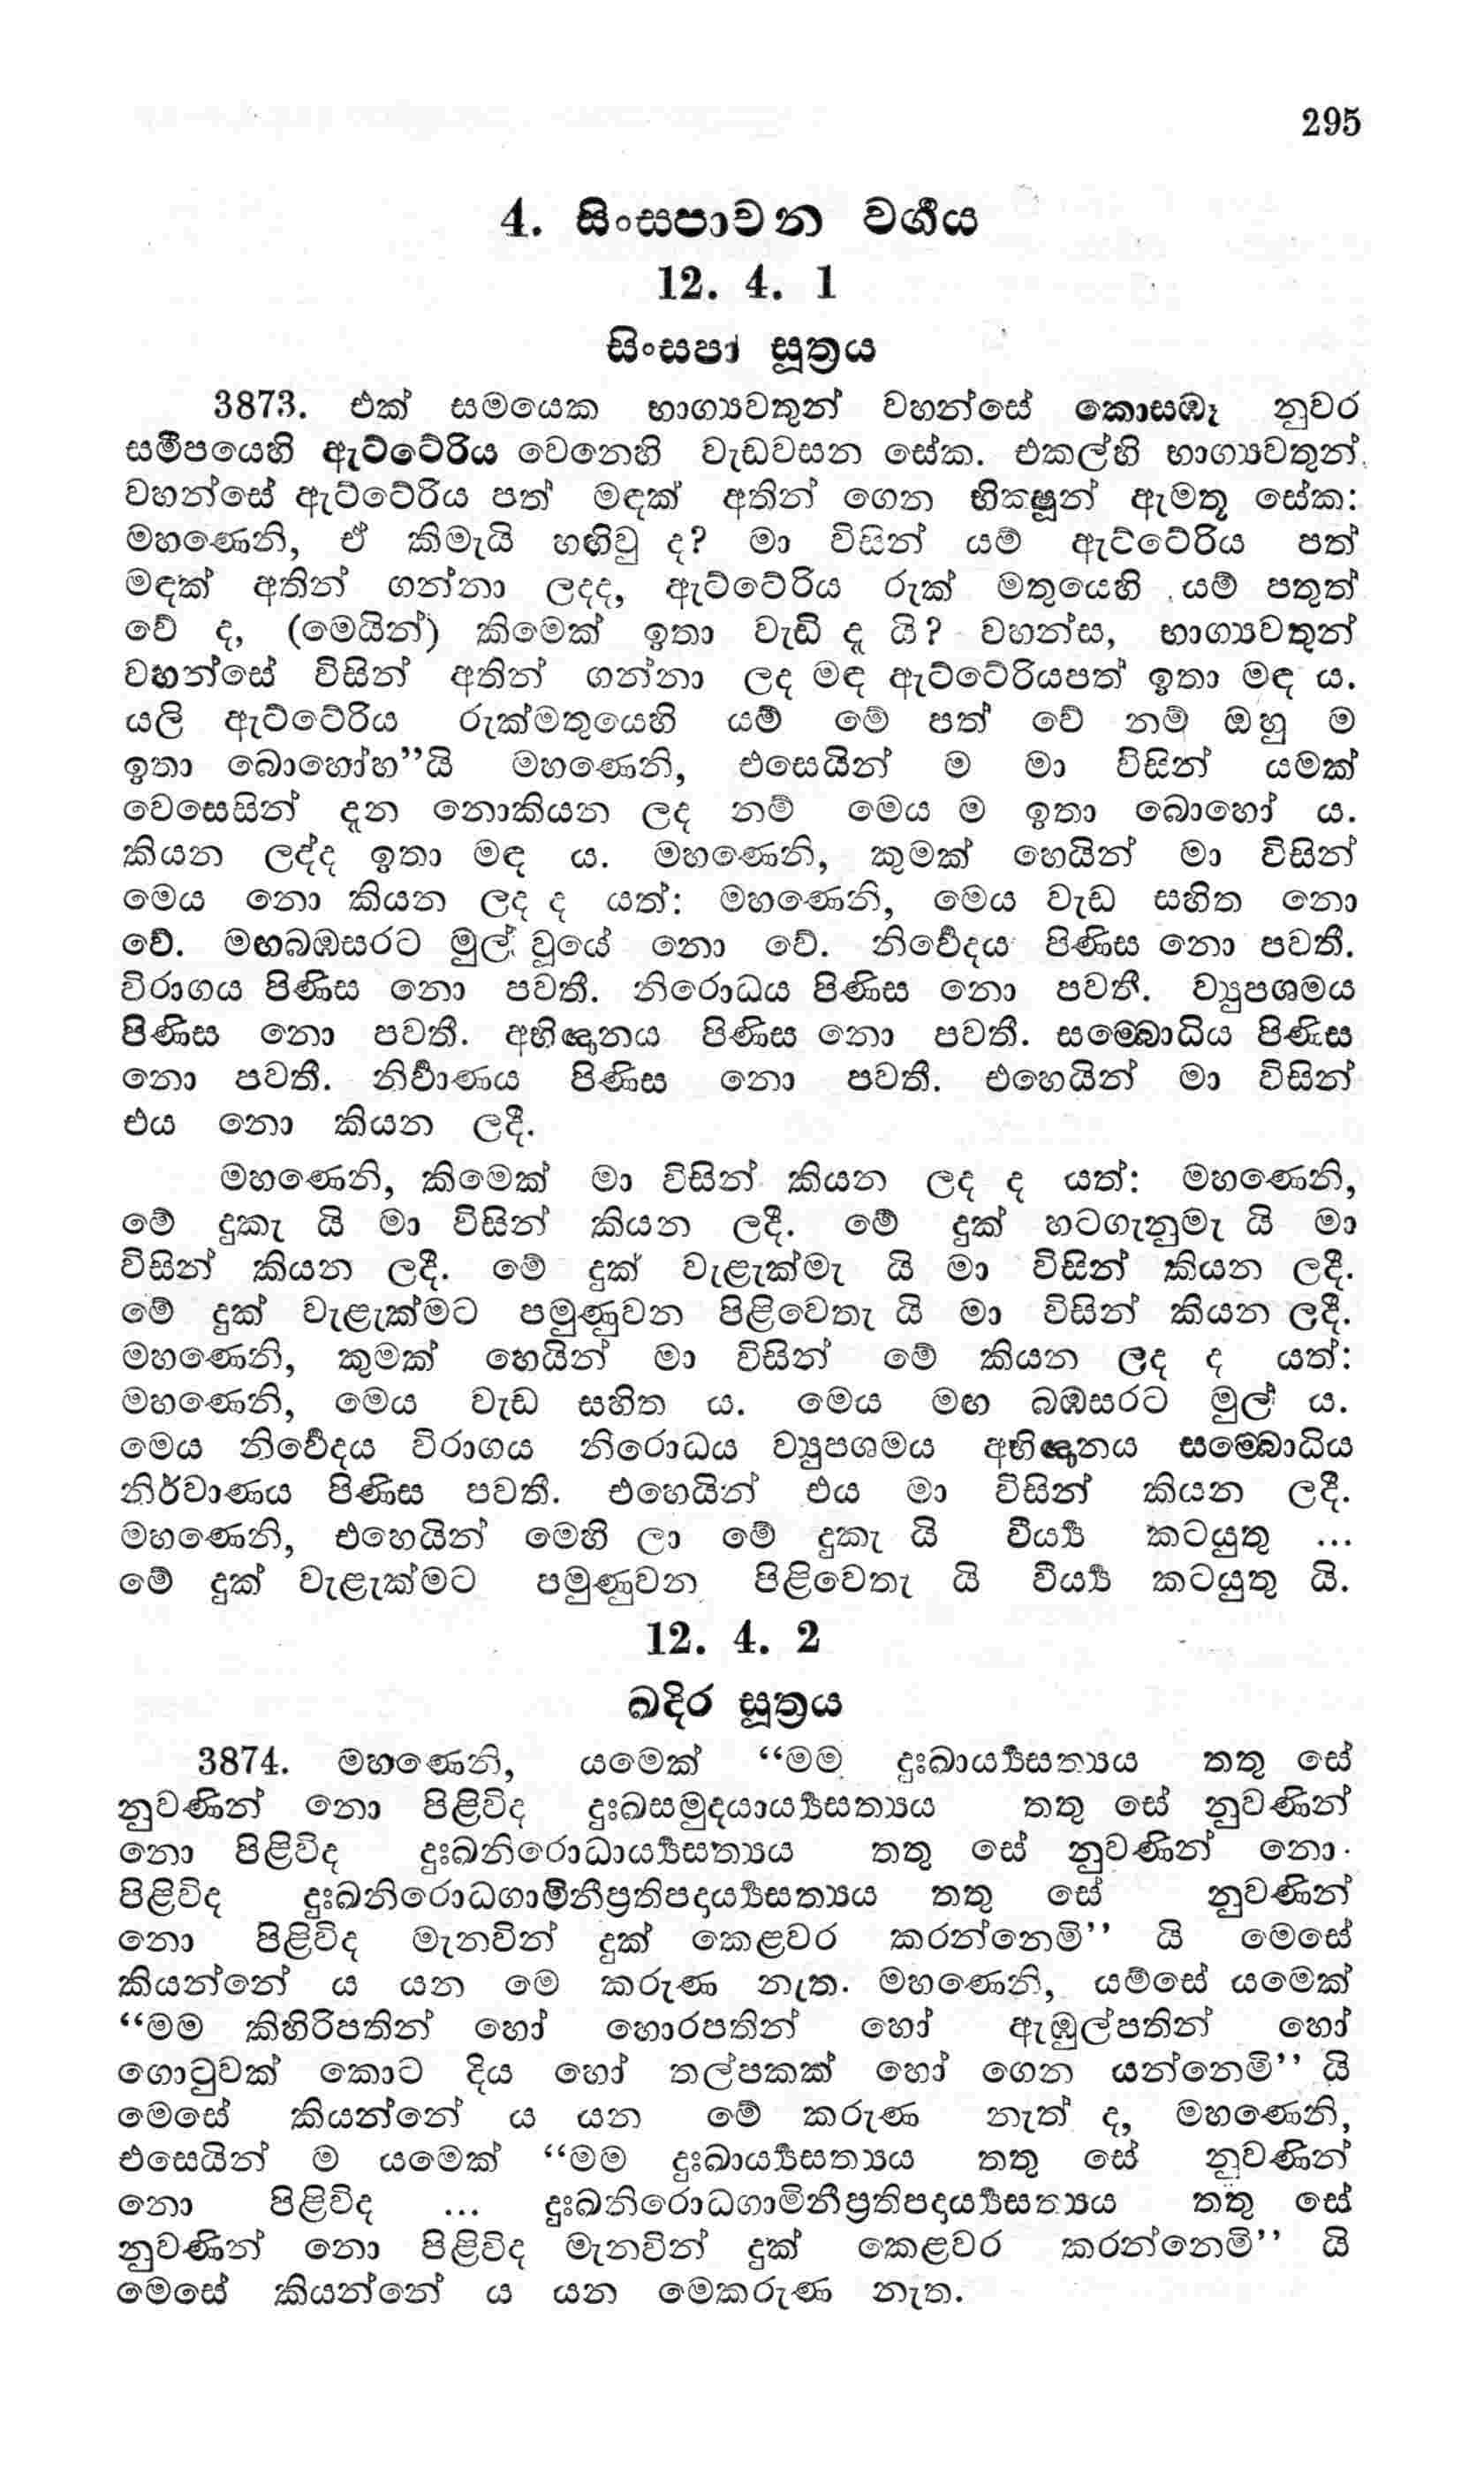 295
4. සිංසපාවන වර්‍ගය
12. 4. 1
සිංසපා සූත්‍රය
3873. එක් සමයෙක භාග්‍යවතුන් වහන්සේ කොසඹෑ නුවර
සමීපයෙහි ඇට්ටේරිය වෙනෙහි වැඩවසන සේක. එකල්හි භාග්‍යවතුන්
වහන්සේ ඇට්ටේරිය පත් මඳක් අතින් ගෙන භික්‍ෂූන් ඇමතූ සේක:
මහණෙනි, ඒ කිමැයි හඟිවු ද? මා විසින් යම් ඇට්ටේරිය පත්
මඳක් අතින් ගන්නා ලදද, ඇට්ටේරිය රුක් මතුයෙහි යම් පතුත්
වේ ද, (මෙයින්) කිමෙක් ඉතා වැඩි ද යි? වහන්ස, භාග්‍යවතුන්
වහන්සේ විසින් අතින් ගන්නා ලද මඳ ඇට්ටේරියපත් ඉතා මඳ ය.
යලි ඇට්ටේරිය රුක්මතුයෙහි යම් මේ පත් වේ නම් ඔහු ම
ඉතා බොහෝහ”යි මහණෙනි, එසෙයින් ම මා විසින් යමක්
වෙසෙසින් දැන නොකියන ලද නම් මෙය ම ඉතා බොහෝ ය.
කියන ලද්ද ඉතා මඳ ය. මහණෙනි, කුමක් හෙයින් මා විසින්
මෙය නො කියන ලද ද යත්: මහණෙනි, මෙය වැඩ සහිත නො
වේ. මඟබඹසරට මුල් වූයේ නො වේ. නිර්‍වේදය පිණිස නො පවතී.
විරාගය පිණිස නො පවතී. නිරොධය පිණිස නො පවතී. ව්‍යුපශමය
පිණිස නො පවතී. අභිඥානය පිණිස නො පවතී. සම්බොධිය පිණිස
නො පවතී. නිර්‍වාණය පිණිස නො පවතී. එහෙයින් මා විසින්
එය නො කියන ලදී.
මහණෙනි, කිමෙක් මා විසින් කියන ලද ද යත්: මහණෙනි,
මේ දුකැ යි මා විසින් කියන ලදී. මේ දුක් හටගැනුමැ යි මා
විසින් කියන ලදී. මේ දුක් වැළැක්මැ යි මා විසින් කියන ලදී.
මේ දුක් වැළැක්මට පමුණුවන පිළිවෙතැ යි මා විසින් කියන ලදී.
මහණෙනි, කුමක් හෙයින් මා විසින් මේ කියන ලද ද යත්:
මහණෙනි, මෙය වැඩ සහිත ය. මෙය මඟ බඹසරට මුල් ය.
මෙය නිර්‍වේදය විරාගය නිරොධය ව්‍යුපශමය අභිඥානය සම්බොධිය
නිර්වාණය පිණිස පවතී. එහෙයින් එය මා විසින් කියන ලදී.
මහණෙනි, එහෙයින් මෙහි ලා මේ දුකැ යි වීර්‍ය්‍ය කටයුතු ...
මේ දුක් වැළැක්මට පමුණුවන පිළිවෙතැ යි වීර්‍ය්‍ය කටයුතු යි.
12. 4. 2
ඛදිර සූත්‍රය
3874. මහණෙනි, යමෙක් “මම දුඃඛාර්‍ය්‍යසත්‍යය තතු සේ
නුවණින් නො පිළිවිද දුඃඛසමුදයාර්‍ය්‍යසත්‍යය තතු සේ නුවණින්
නො පිළිවිද දුඃඛනිරොධාර්‍ය්‍යසත්‍යය තතු සේ නුවණින් නො
පිළිවිද දුඃඛනිරොධගාමිනීප්‍රතිපදාර්‍ය්‍යසත්‍යය තතු සේ නුවණින්
නො පිළිවිද මැනවින් දුක් කෙළවර කරන්නෙමි” යි මෙසේ
කියන්නේ ය යන මෙ කරුණ නැත. මහණෙනි, යම්සේ යමෙක්
“මම කිහිරිපතින් හෝ හොරපතින් හෝ ඇඹුල්පතින් හෝ
ගොටුවක් කොට දිය හෝ තල්පකක් හෝ ගෙන යන්නෙමි” යි
මෙසේ කියන්නේ ය යන මේ කරුණ නැත් ද, මහණෙනි,
එසෙයින් ම යමෙක් “මම දුඃඛාර්‍ය්‍යසත්‍යය තතු සේ නුවණින්
නො පිළිවිද ... දුඃඛනිරොධගාමිනීප්‍රතිපදාර්‍ය්‍යසත්‍යය තතු සේ
නුවණින් නො පිළිවිද මැනවින් දුක් කෙළවර කරන්නෙමි” යි
මෙසේ කියන්නේ ය යන මෙකරුණ නැත.